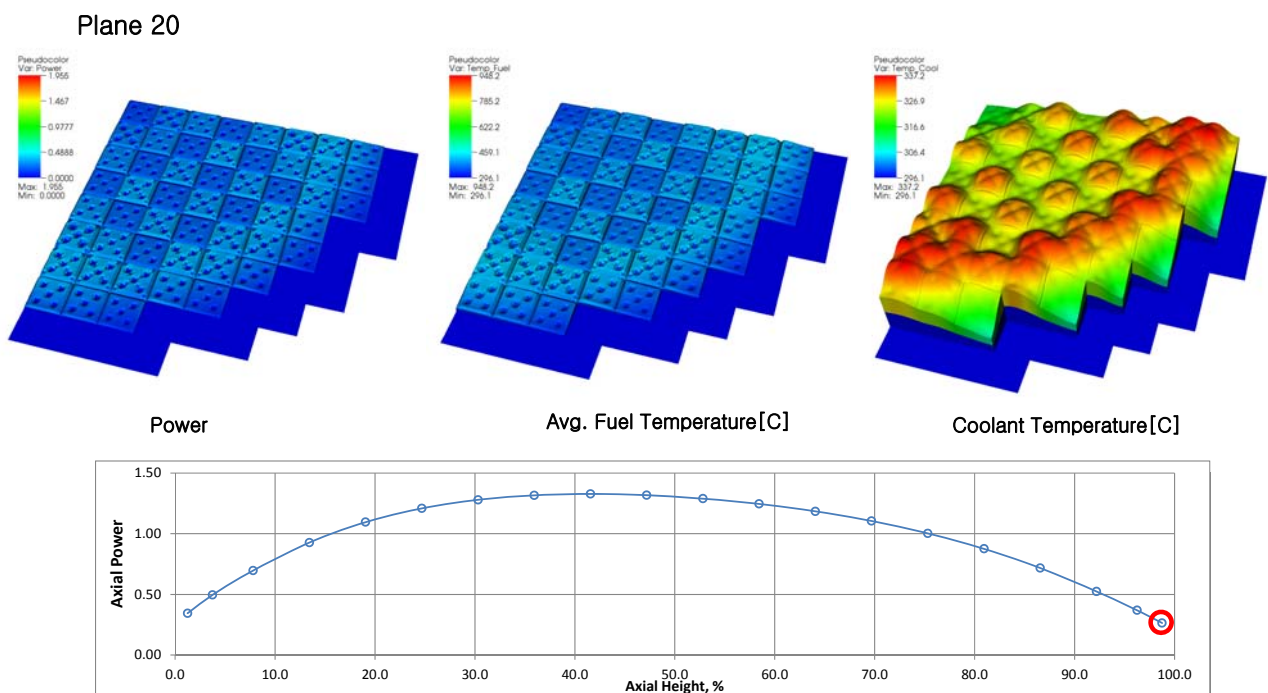 Plane 20
Pseudocolor
Var: Power
1.955
1.467
0.9777
0.4888
0.0000
Max: 1.955
Min: 0.0000
Pseudocolor
Var: Temp_Fuel
948.2
785.2
622.2
459.1
296.1
Max: 948.2
Min: 296.1
Pseudocolor
Var: Temp_Cool
337.2
326.9
316.6
306.4
296.1
Max: 337.2
Min: 296.1
Power
Avg. Fuel Temperature[C]
Coolant Temperature[C]
Axial Power
1.50
1.00
0.50
0.00
0.0 10.0 20.0 30.0 40.0 50.0 60.0 70.0 80.0 90.0 100.0
Axial Height, %